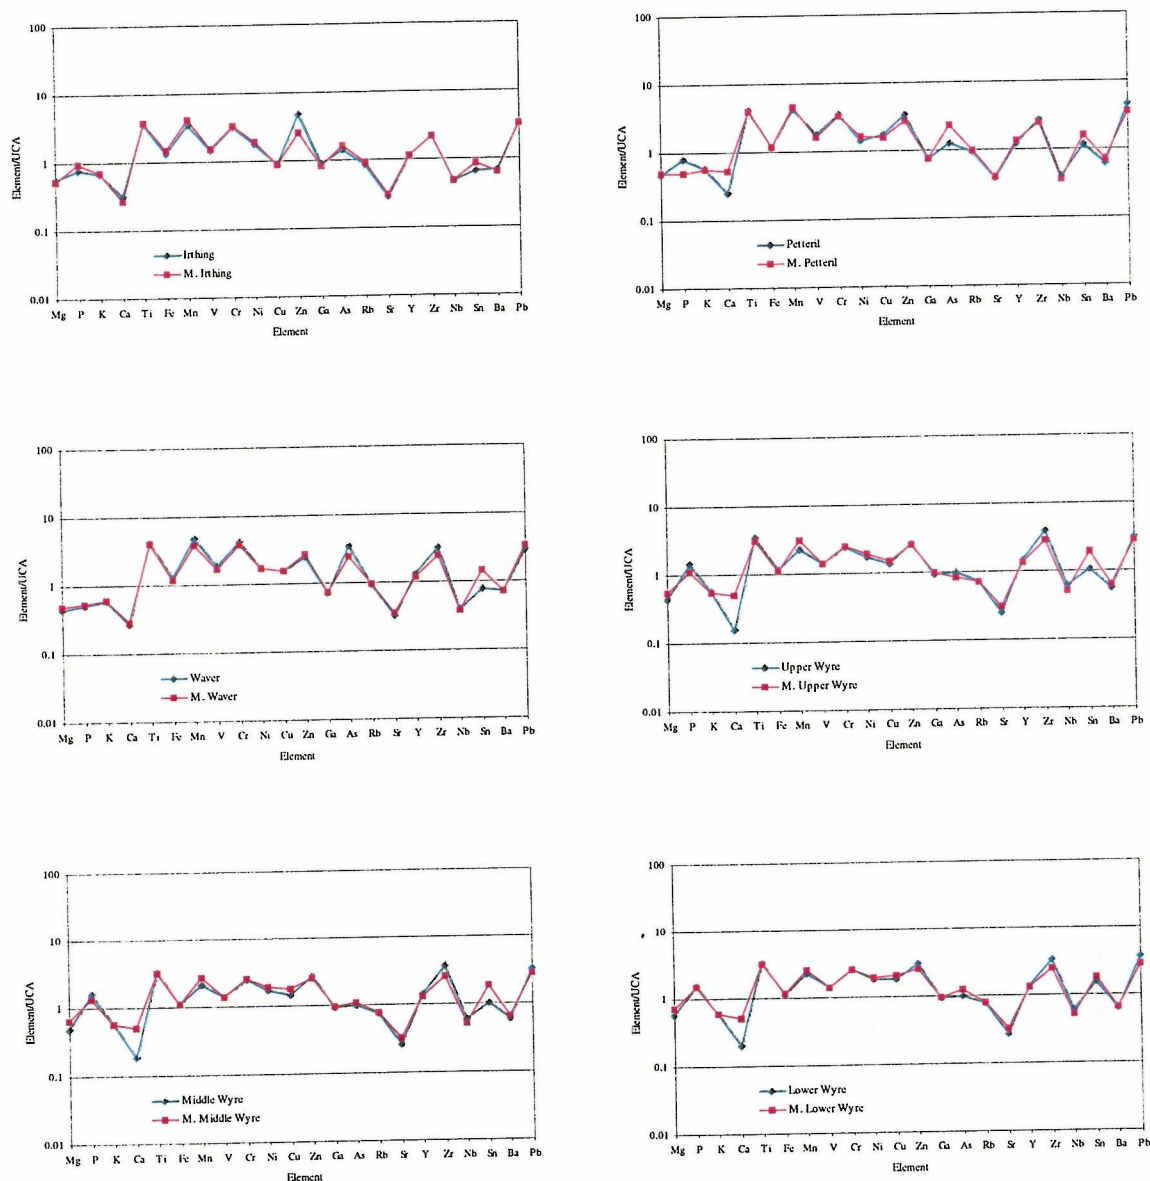 100
10
1
0.1
0.01
Element/UCA
Irthing
M. Irthing
Mg P K Ca Ti Fe Mn V Cr Ni Cu Zn Ga As Rb Sr Y Zr Nb Sn Ba Pb
Element
100
10
1
0.1
0.01
Element/UCA
Petteril
M. Petteril
Mg P K Ca Ti Fe Mn V Cr Ni Cu Zn Ga As Rb Sr Y Zr Nb Sn Ba Pb
Element
100
10
1
0.1
0.01
Element/UCA
Waver
M. Waver
Mg P K Ca Ti Fe Mn V Cr Ni Cu Zn Ga As Rb Sr Y Zr Nb Sn Ba Pb
Element
100
10
1
0.1
0.01
Element/UCA
Upper Wyre
M. Upper Wyre
Mg P K Ca Ti Fe Mn V Cr Ni Cu Zn Ga As Rb Sr Y Zr Nb Sn Ba Pb
Element
100
10
1
0.1
0.01
Element/UCA
Middle Wyre
M. Middle Wyre
Mg P K Ca Ti Fe Mn V Cr Ni Cu Zn Ga As Rb Sr Y Zr Nb Sn Ba Pb
Element
100
10
1
0.1
0.01
Element/UCA
Lower Wyre
M. Lower Wyre
Mg P K Ca Ti Fe Mn V Cr Ni Cu Zn Ga As Rb Sr Y Zr Nb Sn Ba Pb
Element